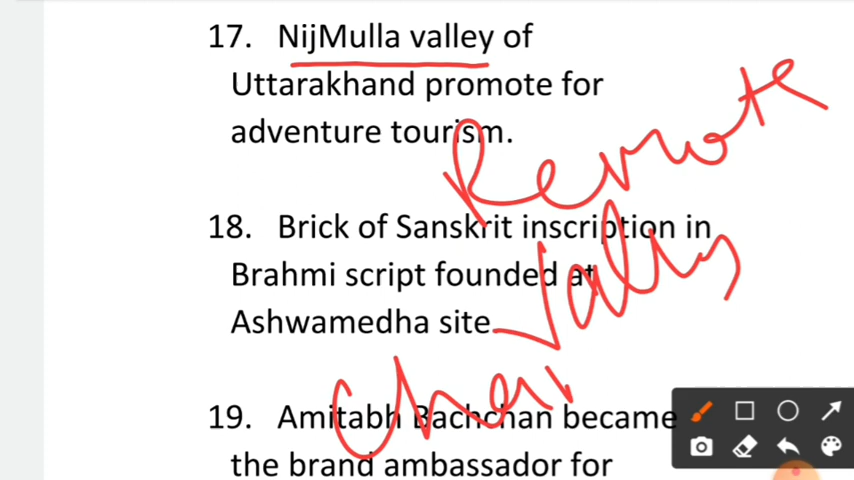 17. NijMulla valley of
Uttarakhand promote for
adventure tourism.
Remote
18. Brick of Sanskrit inscription in
Brahmi script founded at
Valley
Ashwamedha site.
19. Amitabh Bachchan became
the brand ambassador for